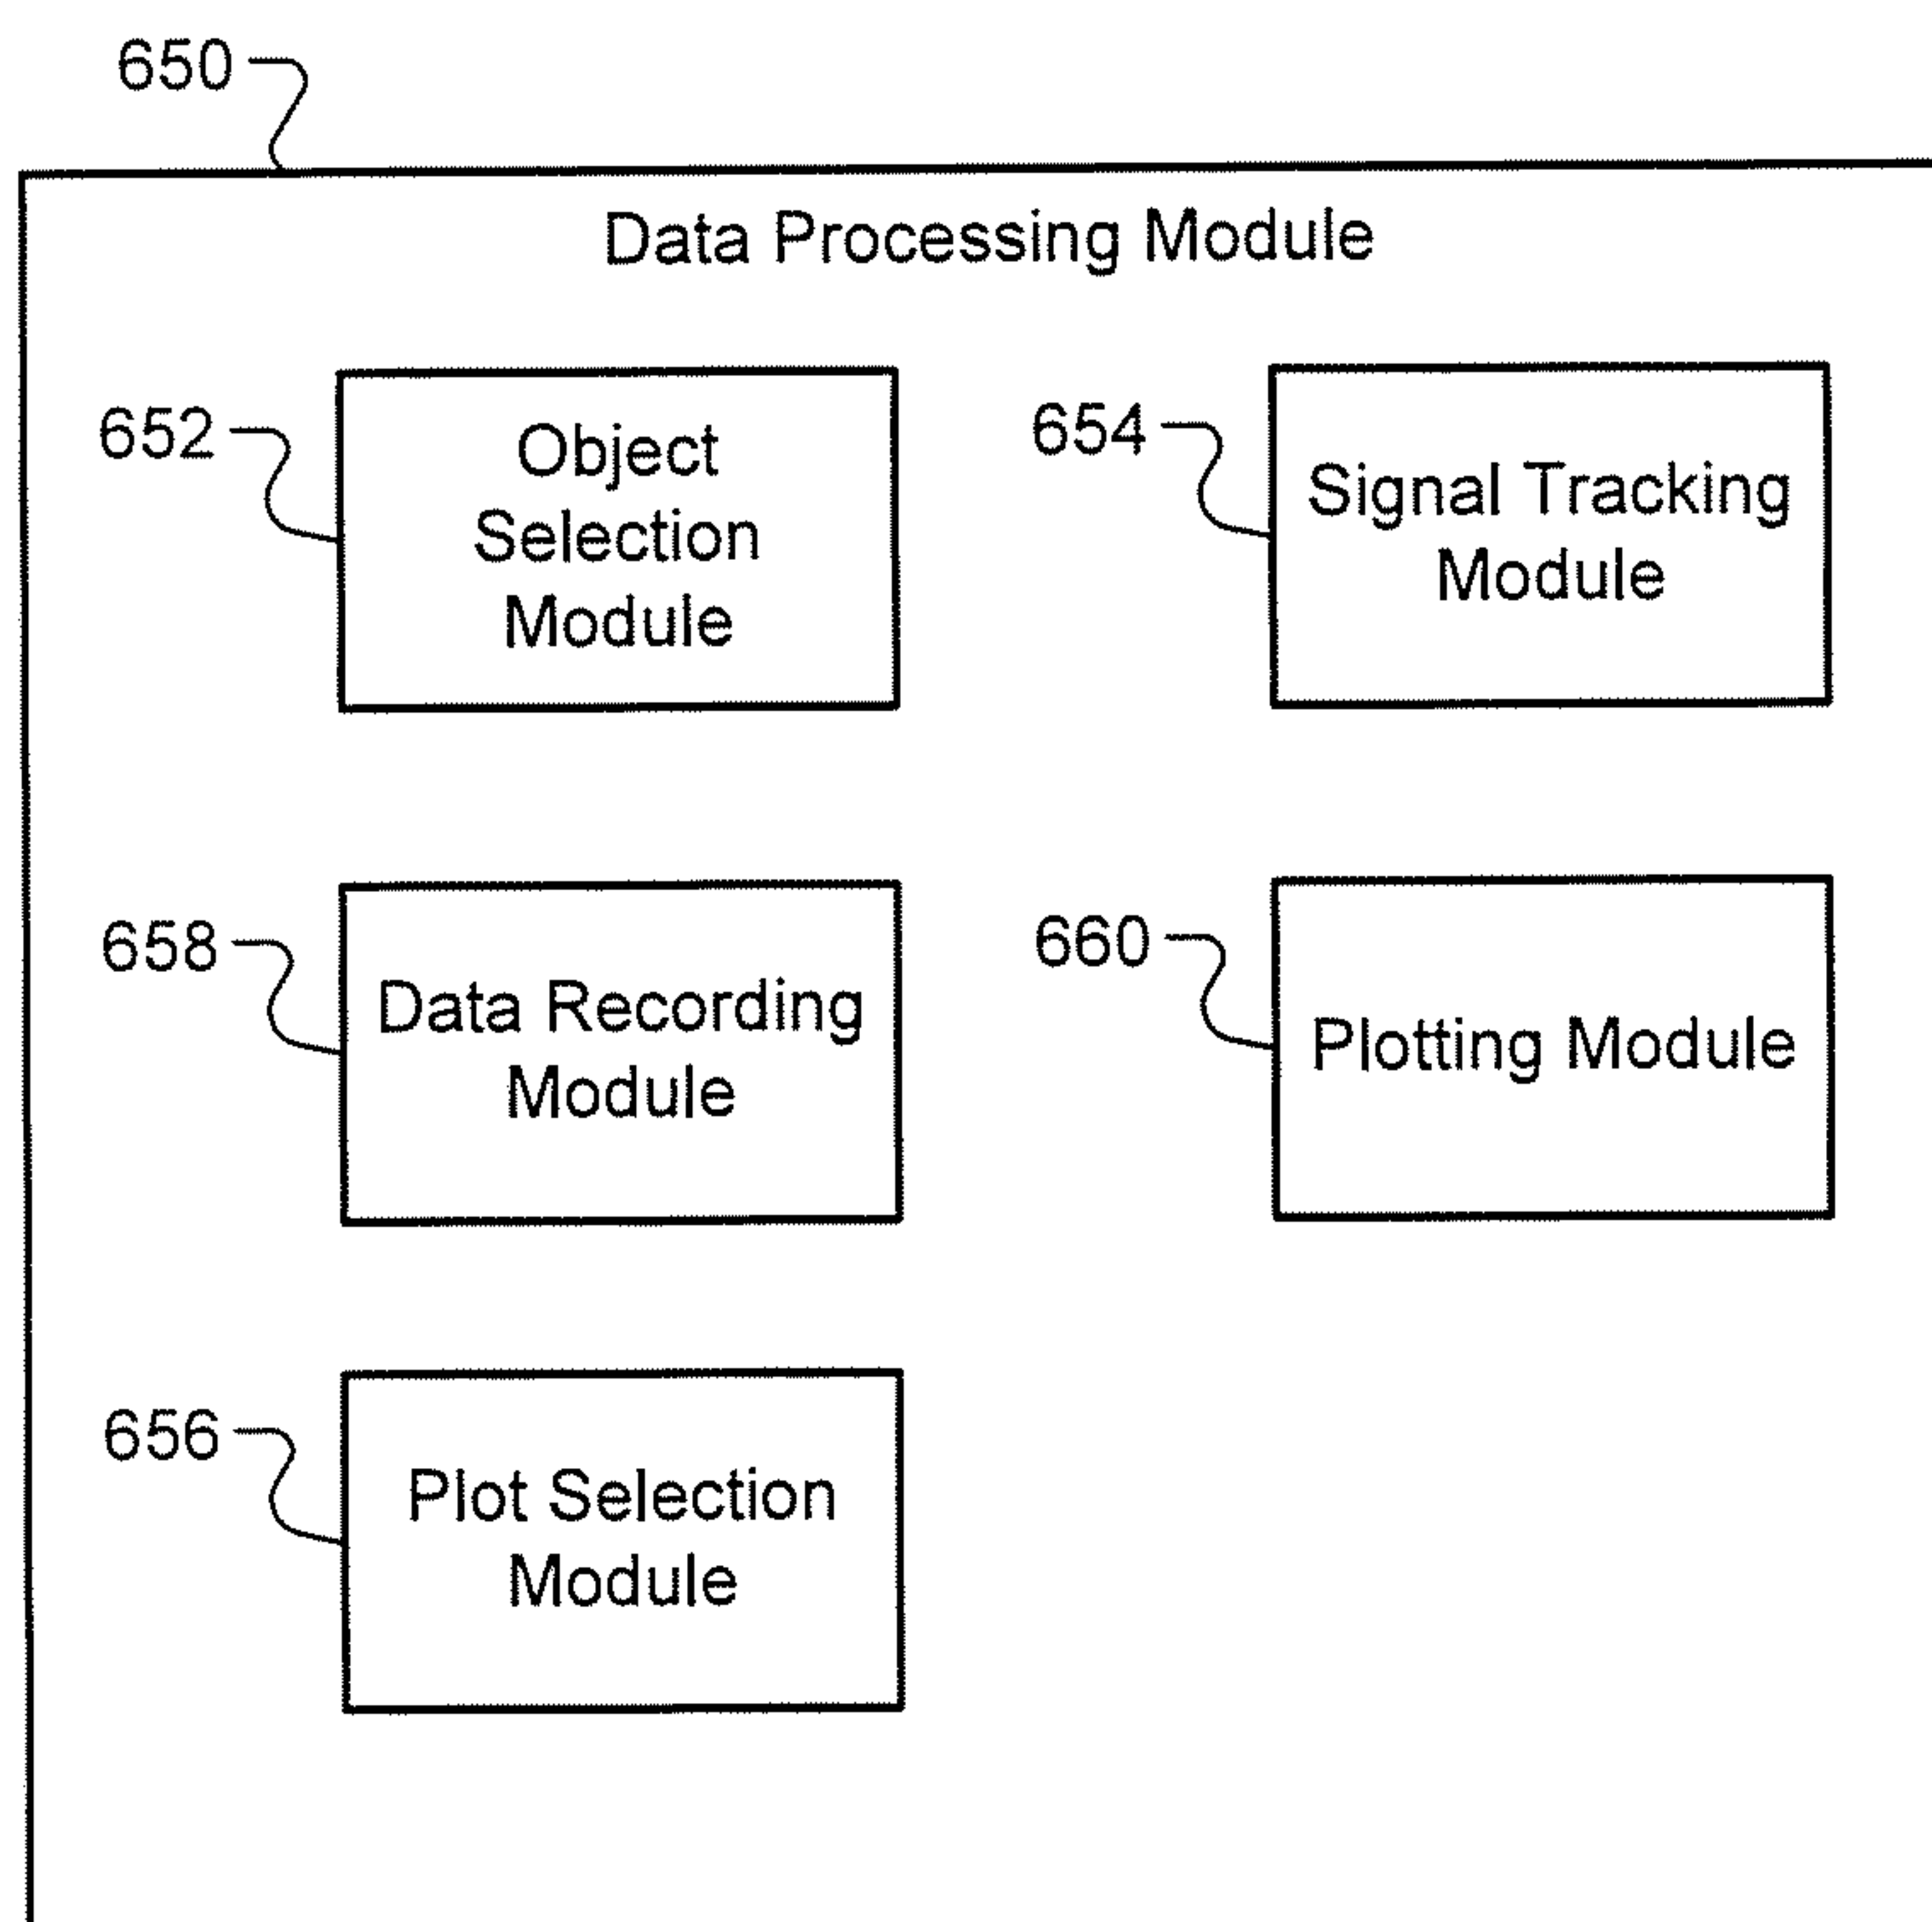 650
Data Processing Module
652
Object
Selection
Module
654
Signal Tracking
Module
658
Data Recording
Module
660
Plotting Module
656
Plot Selection
Module